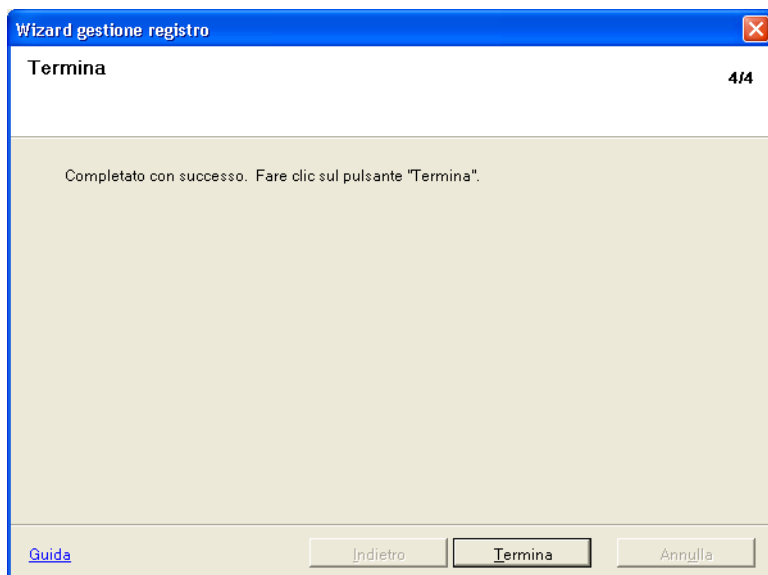 Wizard gestione registro
Termina
4/4
Completato con successo. Fare clic sul pulsante "Termina".
Guida
Indietro
Termina
Annulla